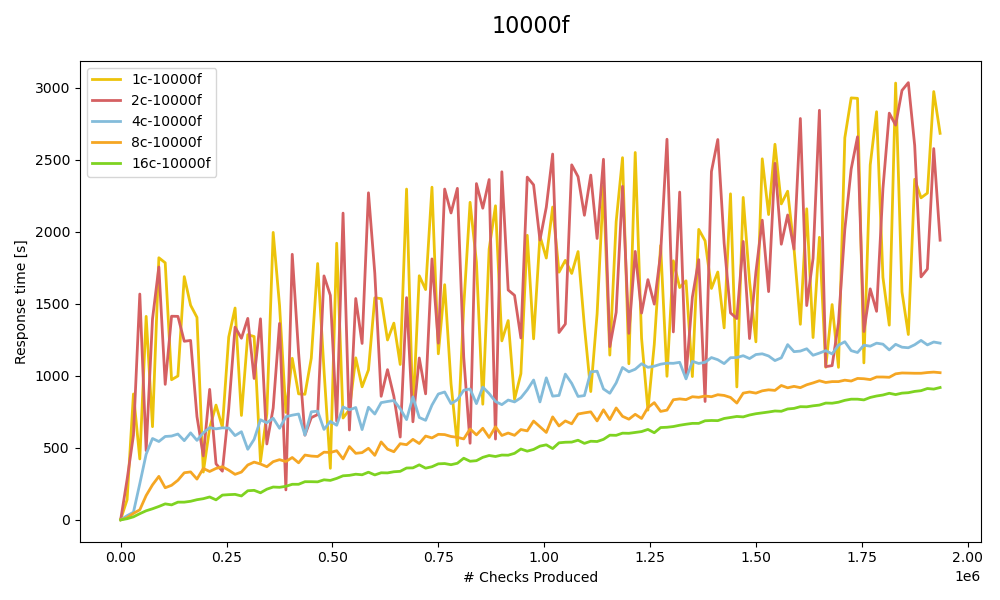 10000f
1c-10000f
2c-10000f
4c-10000f
8c-10000f
16c-10000f
Response time [s]
3000
2500
2000
1500
1000
500
0
0.00 0.25 0.50 0.75 1.00 1.25 1.50 1.75 2.00
# Checks Produced
1e6